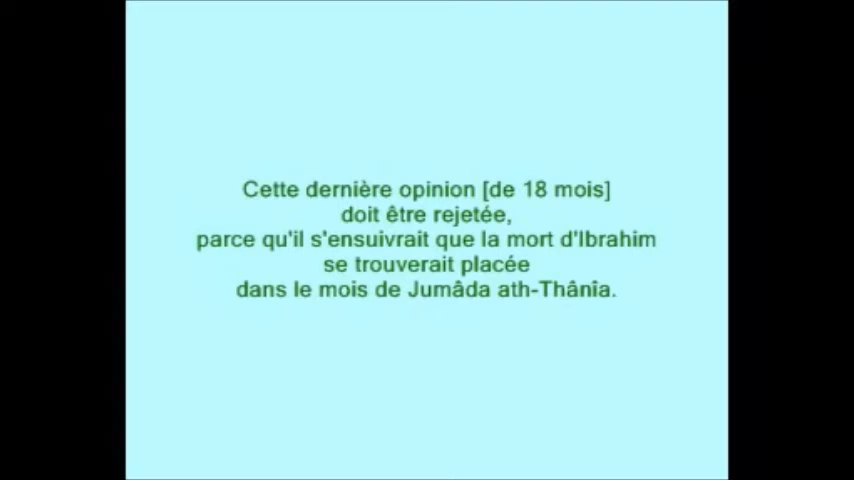 Cette dernière opinion [de 18 mois]
doit être rejetée,
parce qu'il s'ensuivrait que la mort d'Ibrahim
se trouverait placée
dans le mois de Jumâda ath-Thânîa.